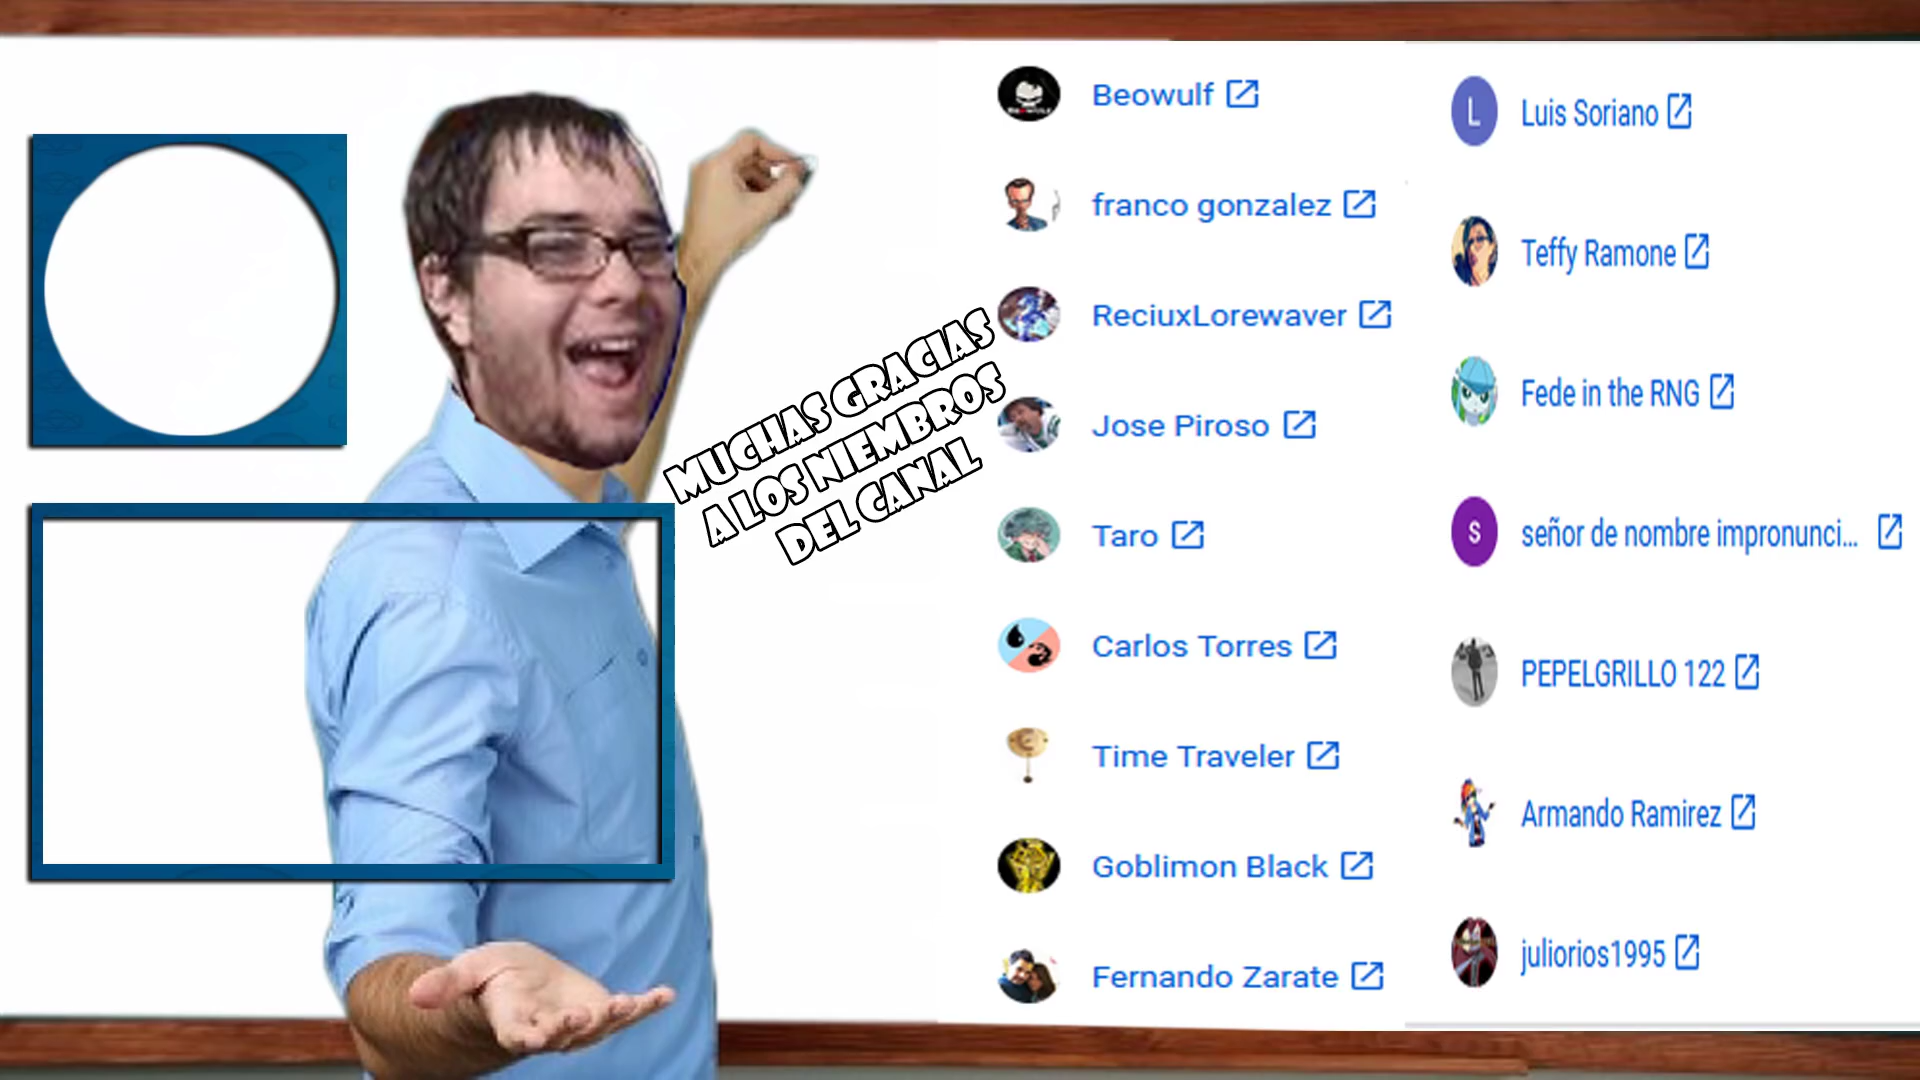 MUCHAS GRACIAS
A LOS NIEMBROS
DEL CANAL
Beowulf
franco gonzalez
ReciuxLorewaver
Jose Piroso
Taro
Carlos Torres
Time Traveler
Goblimon Black
Fernando Zarate
L
Luis Soriano
Teffy Ramone
Fede in the RNG
S
señor de nombre impronunci...
PEPELGRILLO 122
Armando Ramirez
juliorios1995